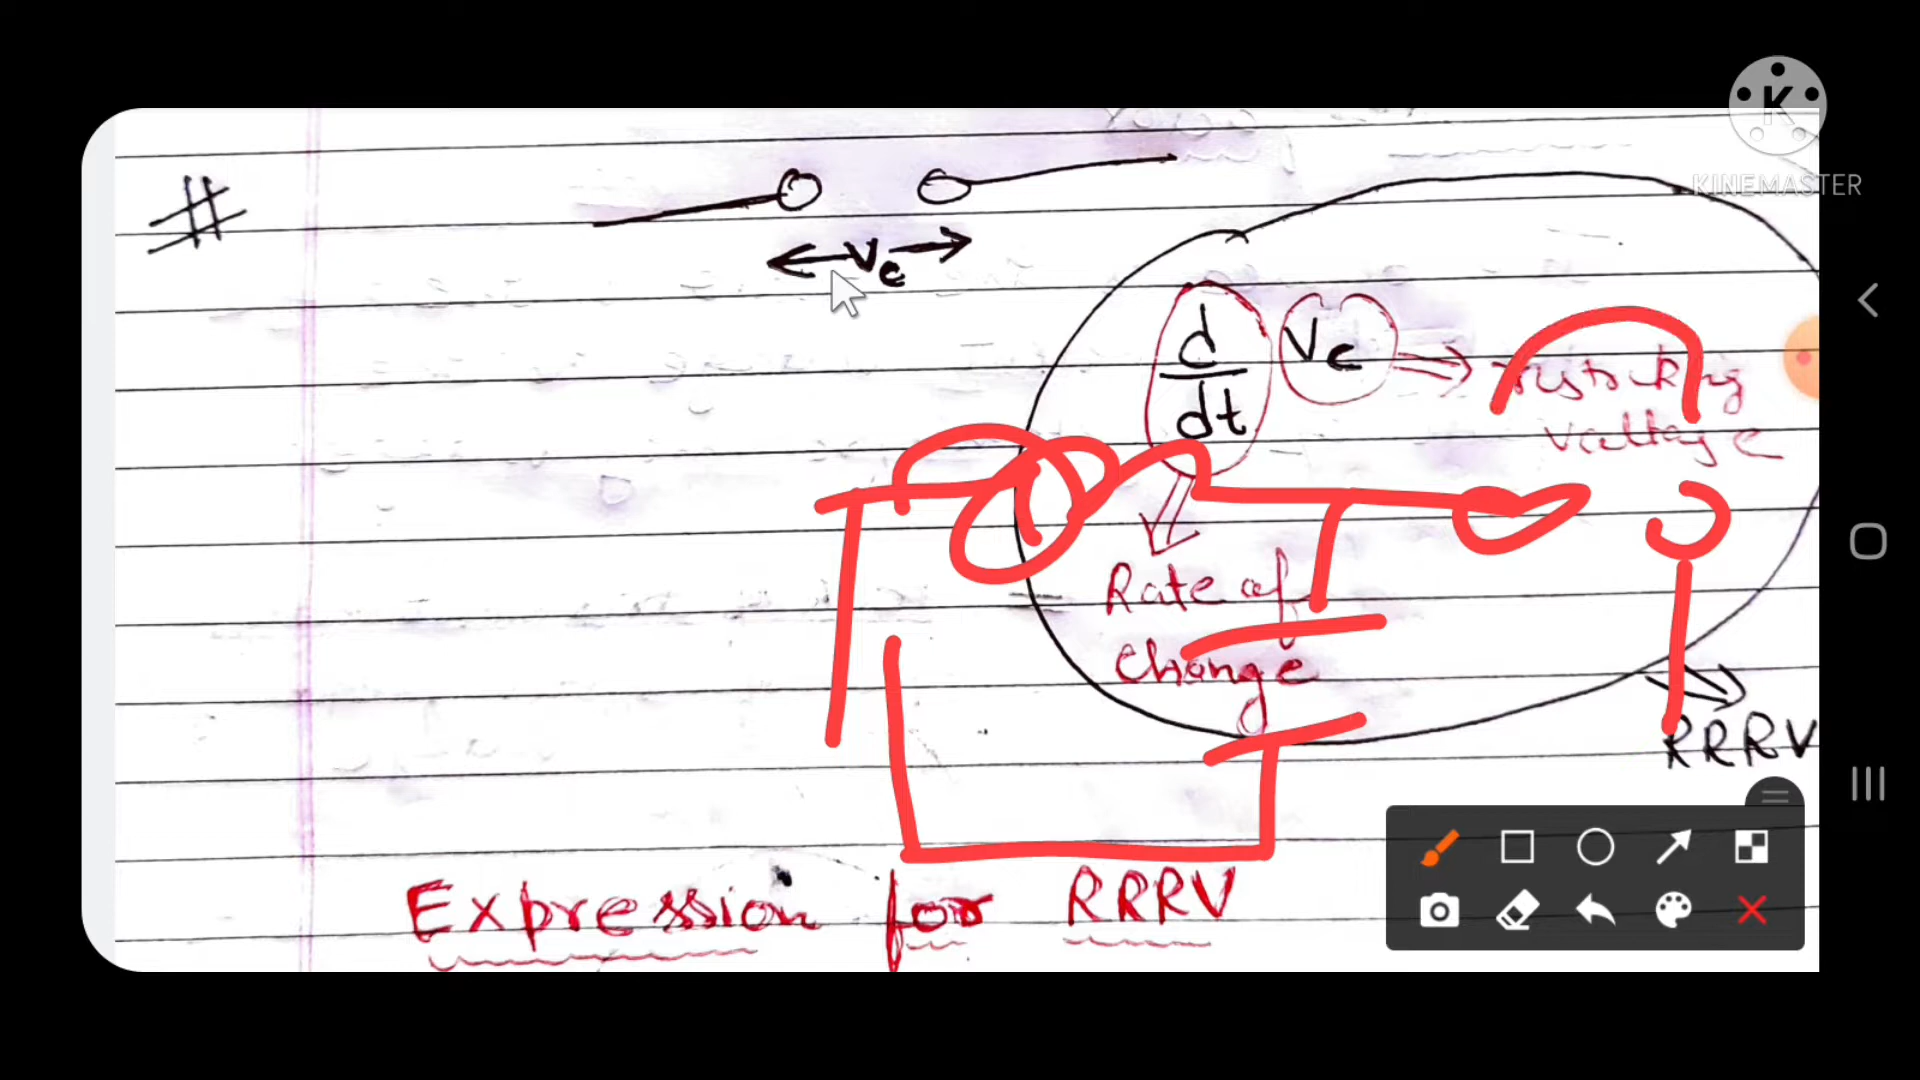 KINEMASTER
#
Vc
d/dt Vc → restriking
voltage
Rate of
change
RRRV
Expression for RRRV